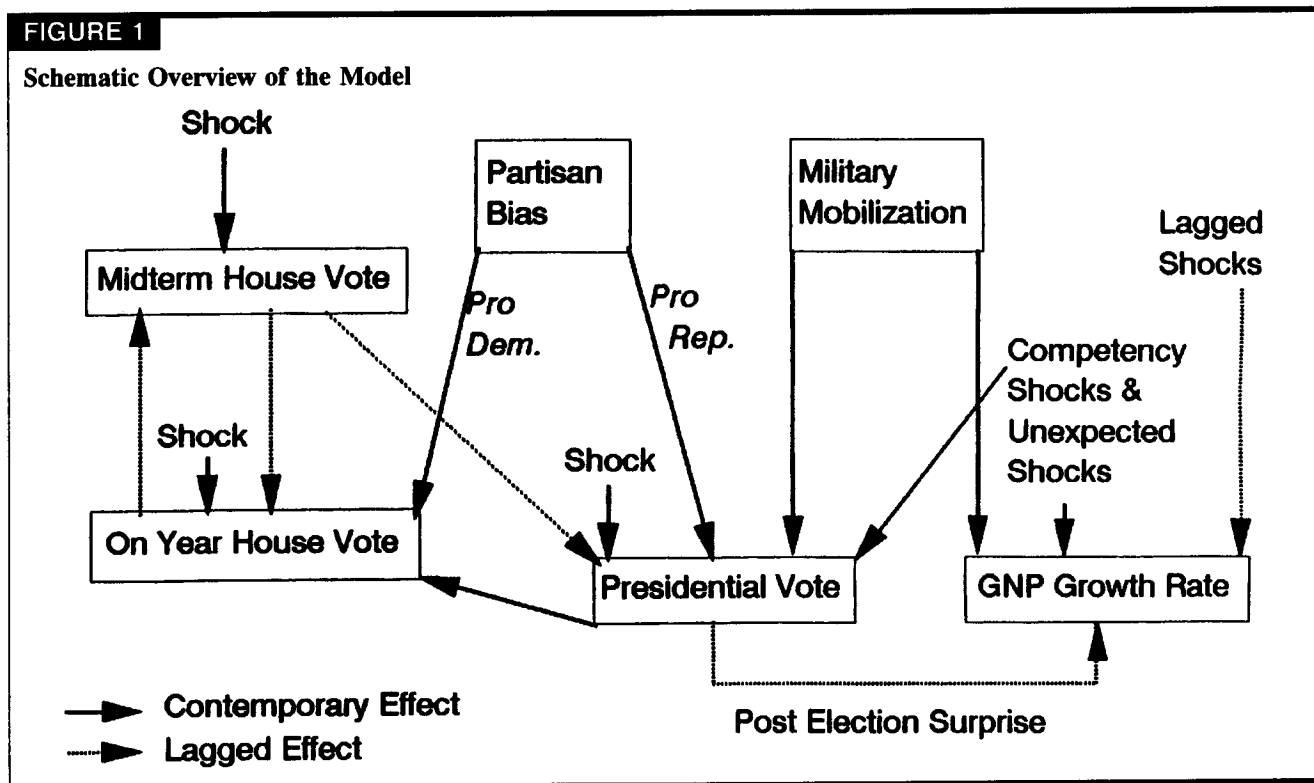 FIGURE 1
Schematic Overview of the Model
Shock
Partisan
Bias
Military
Mobilization
Lagged
Shocks
Midterm House Vote
Pro
Dem.
Pro
Rep.
Competency
Shocks &
Unexpected
Shocks
Shock
Shock
On Year House Vote
Presidential Vote
GNP Growth Rate
Contemporary Effect
Lagged Effect
Post Election Surprise